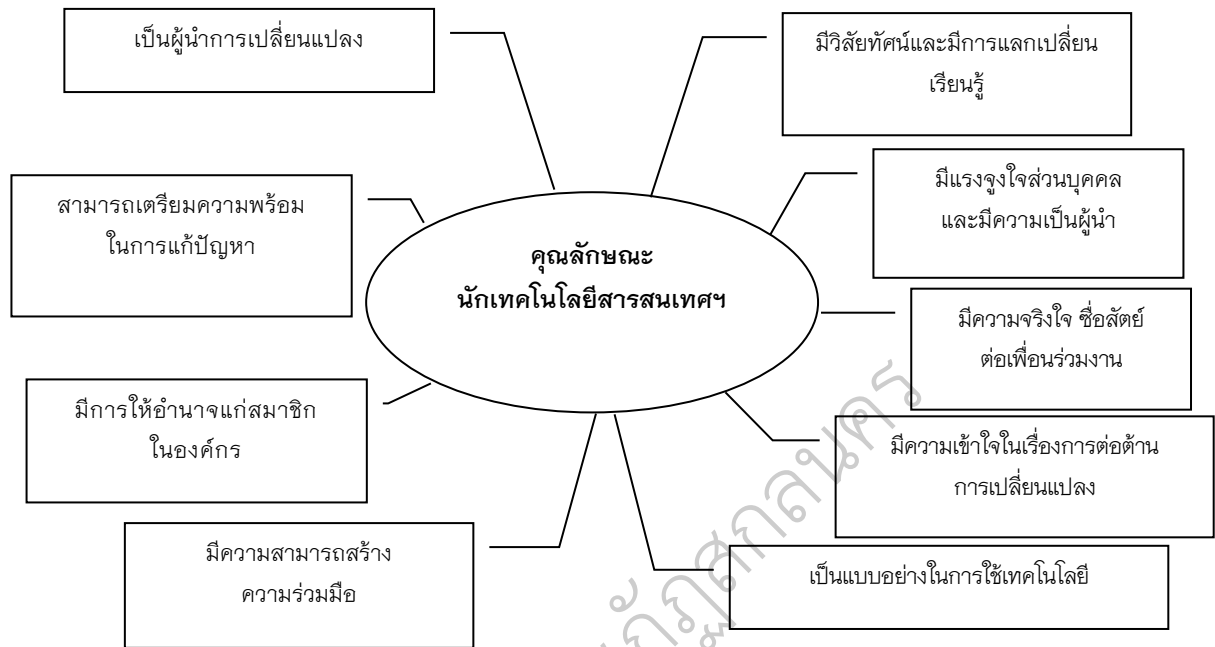 เป็นผู้นำการเปลี่ยนแปลง
มีวิสัยทัศน์และมีการแลกเปลี่ยน
เรียนรู้
สามารถเตรียมความพร้อม
ในการแก้ปัญหา
มีแรงจูงใจส่วนบุคคล
และมีความเป็นผู้นำ
คุณลักษณะ
นักเทคโนโลยีสารสนเทศฯ
มีความจริงใจ ซื่อสัตย์
ต่อเพื่อนร่วมงาน
มีการให้อำนาจแก่สมาชิก
ในองค์กร
มีความเข้าใจในเรื่องการต่อต้าน
การเปลี่ยนแปลง
มีความสามารถสร้าง
ความร่วมมือ
เป็นแบบอย่างในการใช้เทคโนโลยี